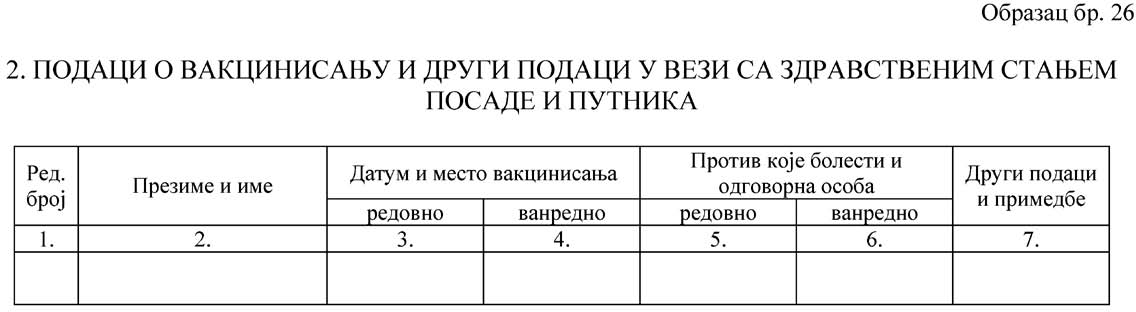 Образац бр. 26
2. ПОДАЦИ О ВАКЦИНИСАЊУ И ДРУГИ ПОДАЦИ У ВЕЗИ СА ЗДРАВСТВЕНИМ СТАЊЕМ
ПОСАДЕ И ПУТНИКА
Ред.
број
Презиме и име
Датум и место вакцинисања
Против које болести и
одговорна особа
Други подаци
и примедбе
редовно
ванредно
редовно
ванредно
1.
2.
3.
4.
5.
6.
7.